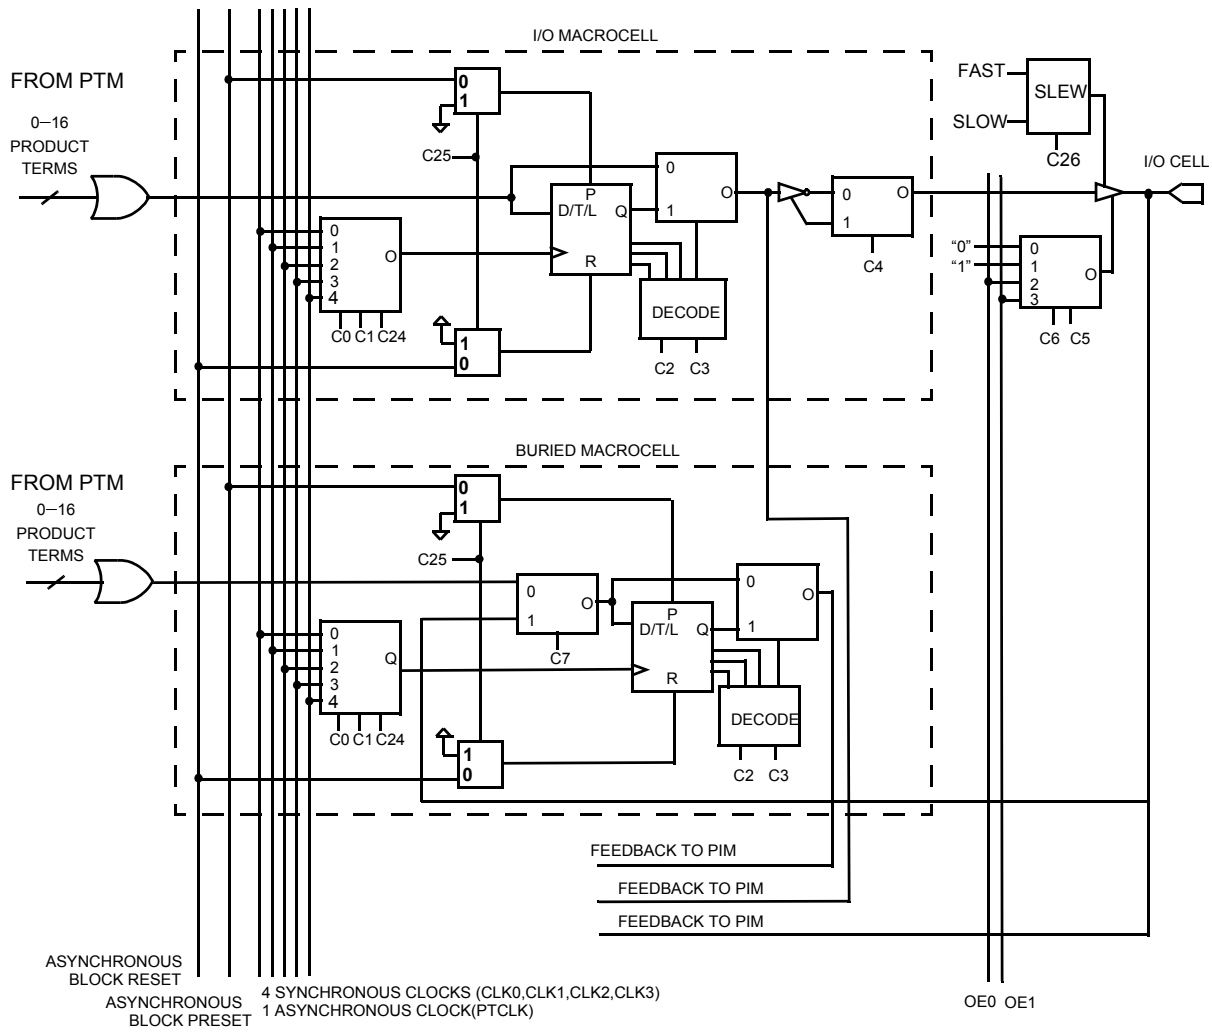 I/O MACROCELL
FROM PTM
0–16
PRODUCT
TERMS
0
1
C25
P
D/T/L
Q
R
0
1
2
3
4
O
C0 C1 C24
1
0
0
1
O
DECODE
C2 C3
0
1
O
C4
FAST
SLOW
SLEW
C26
I/O CELL
“0”
“1”
0
1
2
3
O
C6 C5
BURIED MACROCELL
FROM PTM
0–16
PRODUCT
TERMS
0
1
C25
0
1
O
C7
P
D/T/L
Q
R
0
1
2
3
4
Q
C0 C1 C24
1
0
0
1
O
DECODE
C2 C3
FEEDBACK TO PIM
FEEDBACK TO PIM
FEEDBACK TO PIM
ASYNCHRONOUS
BLOCK RESET
ASYNCHRONOUS
BLOCK PRESET
4 SYNCHRONOUS CLOCKS (CLK0,CLK1,CLK2,CLK3)
1 ASYNCHRONOUS CLOCK(PTCLK)
OE0 OE1